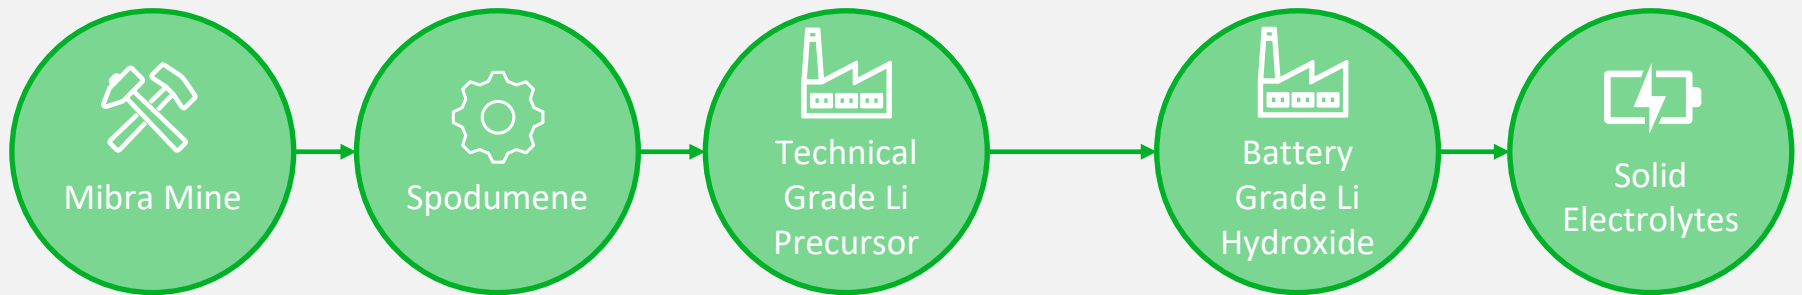 Mibra Mine
Spodumene
Technical
Grade Li
Precursor
Battery
Grade Li
Hydroxide
Solid
Electrolytes